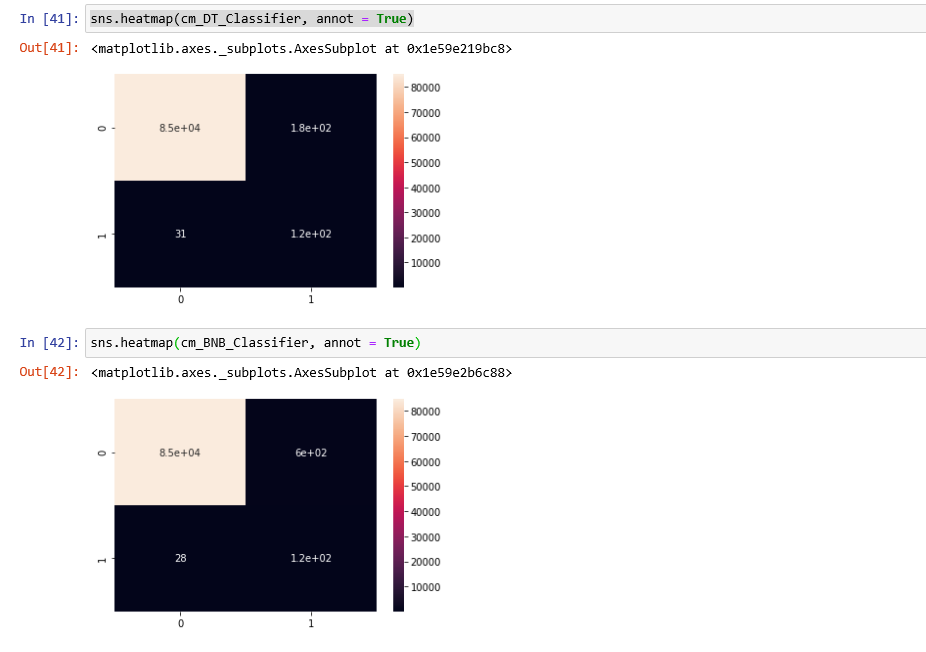 In [41]: sns.heatmap(cm_DT_Classifier, annot = True)
Out[41]: <matplotlib.axes._subplots.AxesSubplot at 0x1e59e219bc8>
80000
0 8.5e+04 1.8e+02
70000
60000
50000
40000
30000
1 31 1.2e+02
20000
10000
0 1
In [42]: sns.heatmap(cm_BNB_Classifier, annot = True)
Out[42]: <matplotlib.axes._subplots.AxesSubplot at 0x1e59e2b6c88>
80000
0 8.5e+04 6e+02
70000
60000
50000
40000
30000
1 28 1.2e+02
20000
10000
0 1